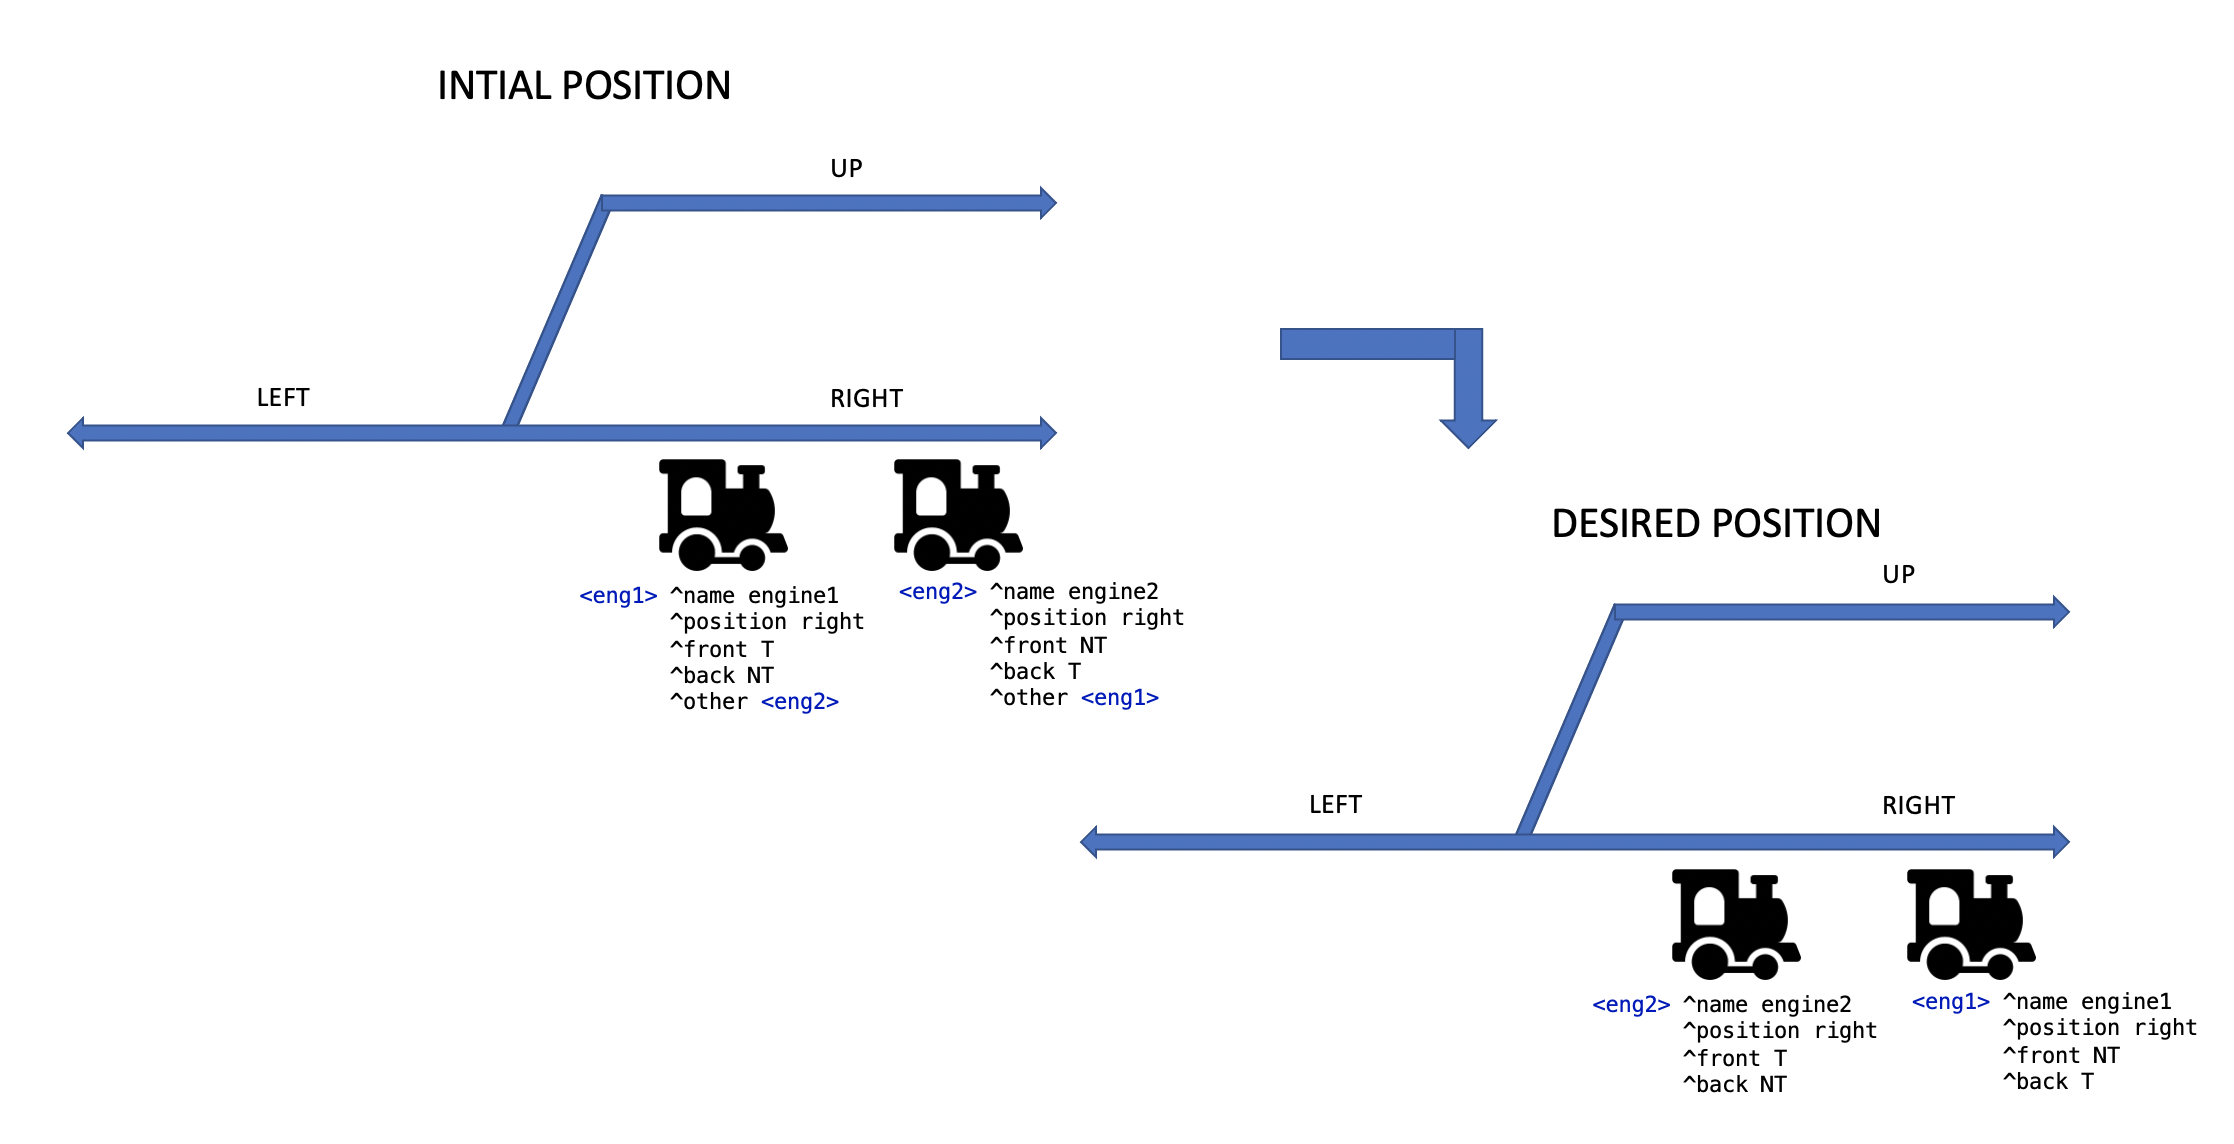 INTIAL POSITION
UP
LEFT
RIGHT
<eng1> ^name engine1
^position right
^front T
^back NT
^other <eng2>
<eng2> ^name engine2
^position right
^front NT
^back T
^other <eng1>
DESIRED POSITION
UP
LEFT
RIGHT
<eng2> ^name engine2
^position right
^front T
^back NT
<eng1> ^name engine1
^position right
^front NT
^back T